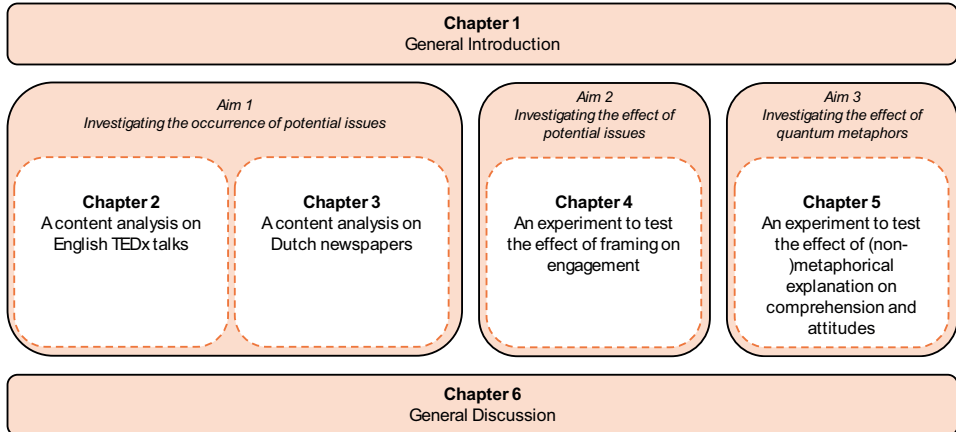 Chapter 1
General Introduction
Aim 1
Investigating the occurrence of potential issues
Chapter 2
A content analysis on
English TEDx talks
Chapter 3
A content analysis on
Dutch newspapers
Aim 2
Investigating the effect of
potential issues
Chapter 4
An experiment to test
the effect of framing on
engagement
Aim 3
Investigating the effect of
quantum metaphors
Chapter 5
An experiment to test
the effect of (non-
)metaphorical
explanation on
comprehension and
attitudes
Chapter 6
General Discussion